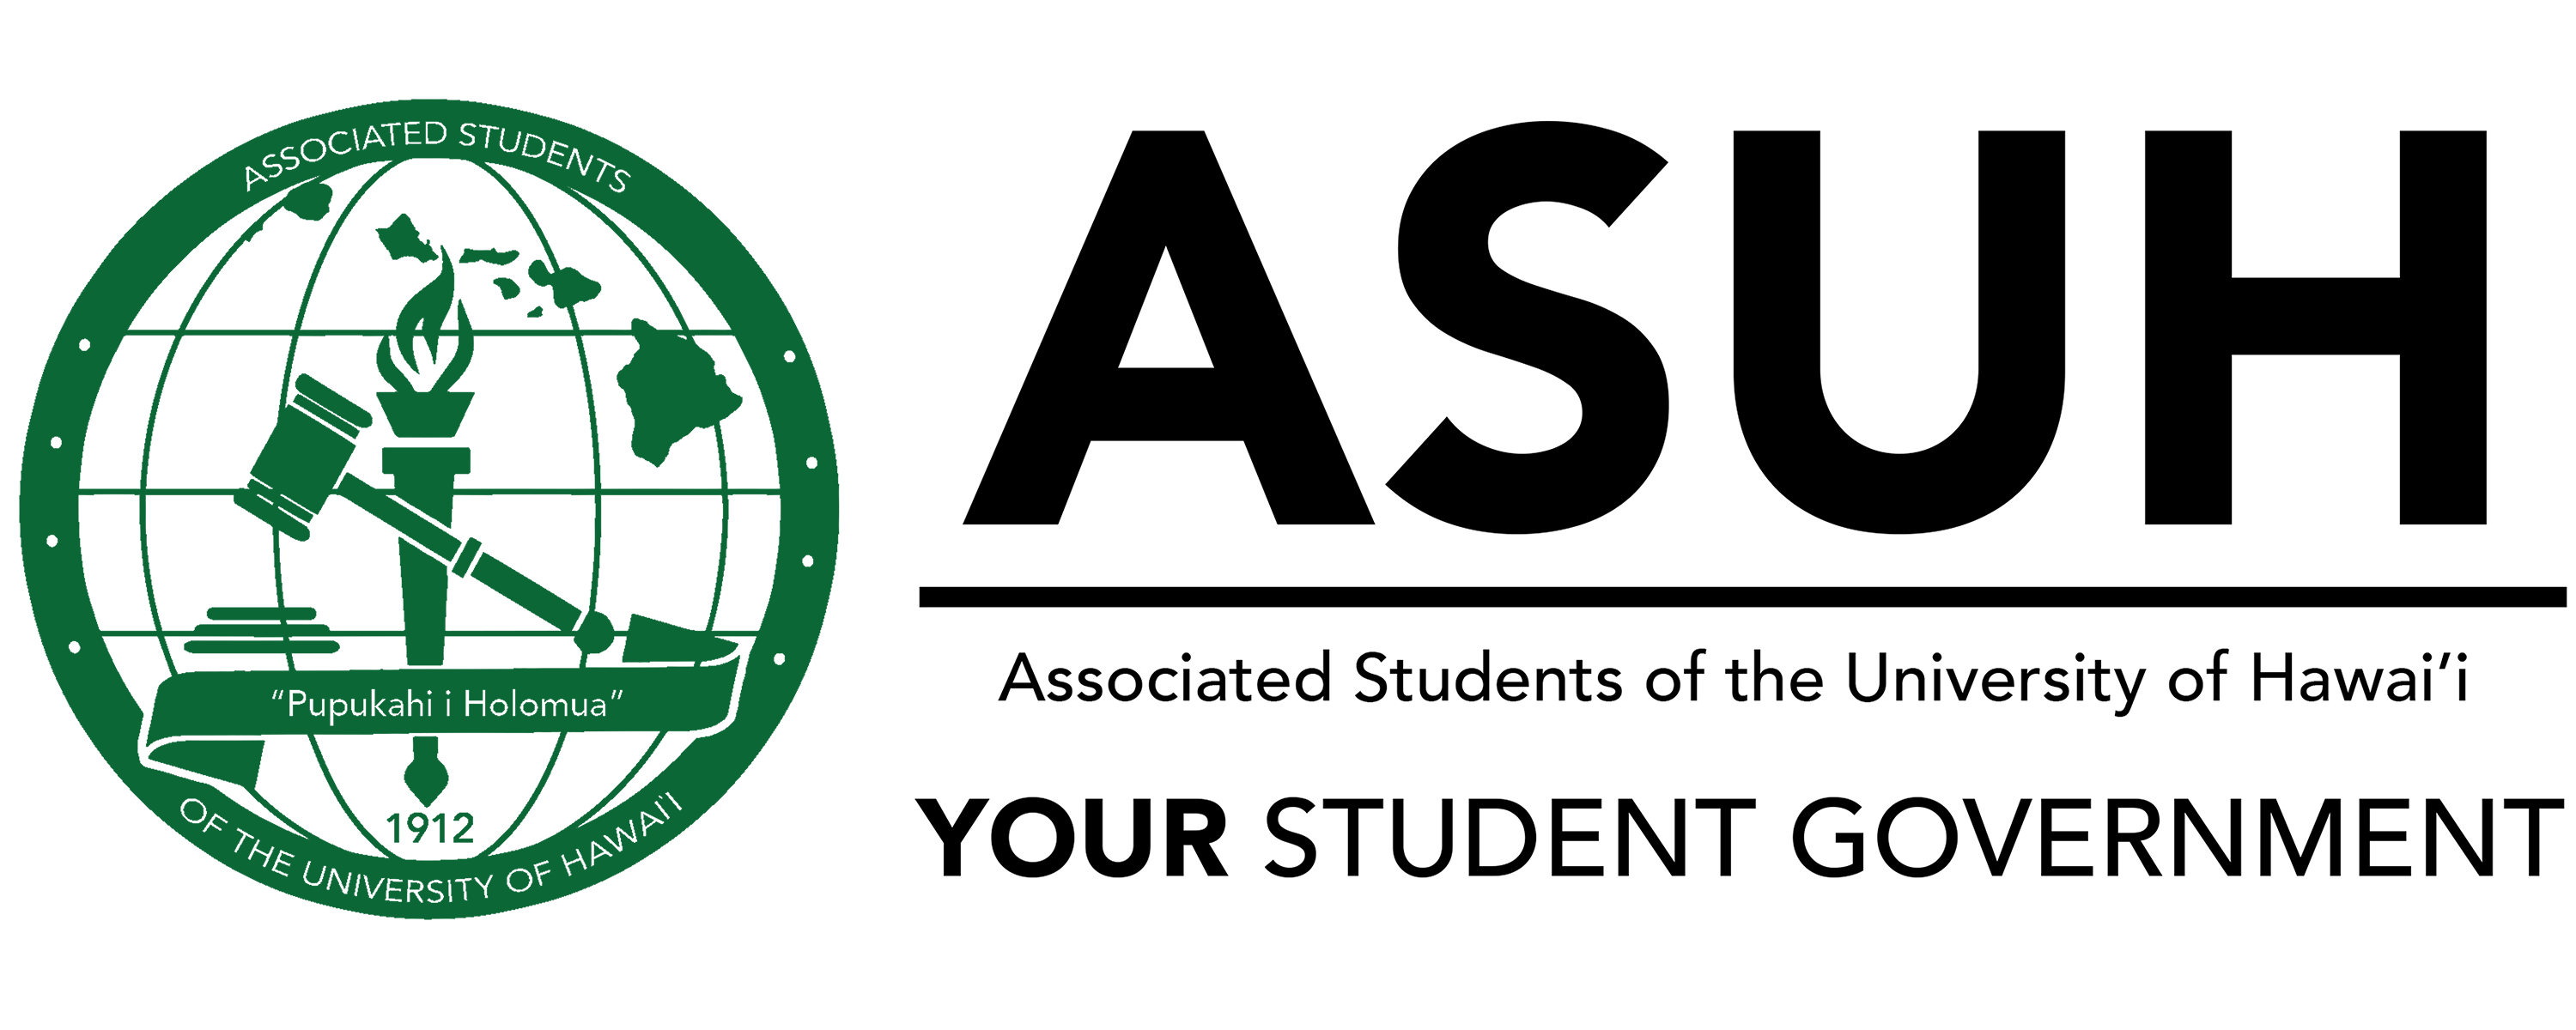 ASSOCIATED STUDENTS
"Pupukahi i Holomua"
1912
OF THE UNIVERSITY OF HAWAI'I
ASUH
Associated Students of the University of Hawai’i
YOUR STUDENT GOVERNMENT